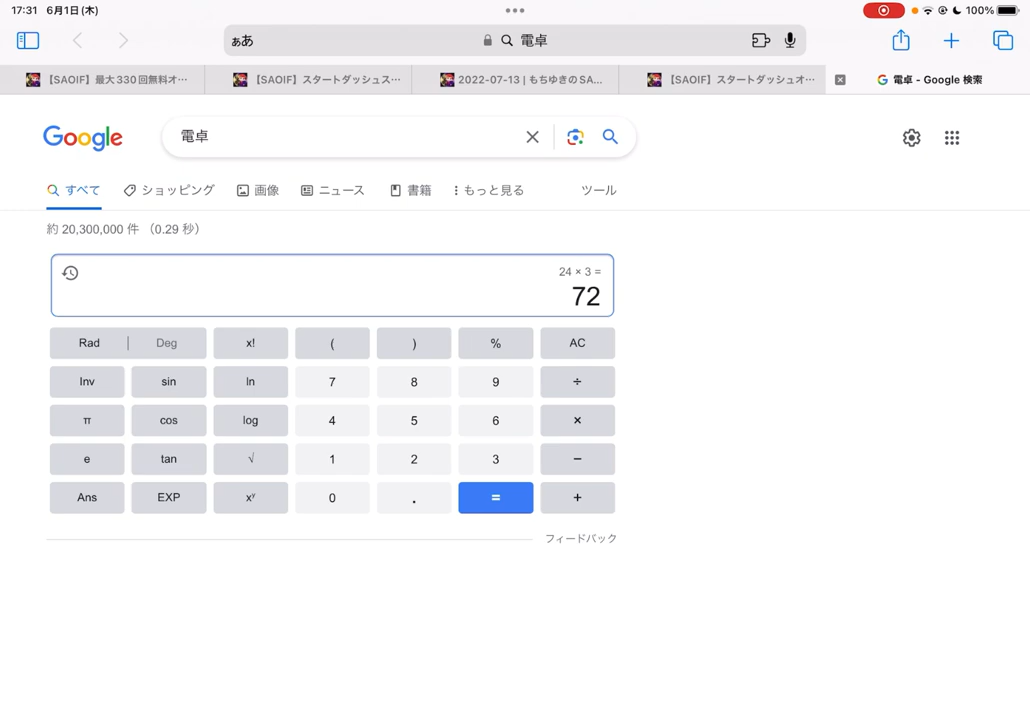 17:31 6月1日(木)
100%
ぁあ
電卓
【SAOIF】最大330回無料オ…
【SAOIF】スタートダッシュス…
2022-07-13 | もちゆきのSA...
【SAOIF】スタートダッシュオ…
電卓 - Google 検索
Google
電卓
すべて
ショッピング
画像
ニュース
書籍
もっと見る
ツール
約 20,300,000 件 （0.29 秒）
24 × 3 =
72
Rad | Deg x! ( ) % AC
Inv sin ln 7 8 9 ÷
π cos log 4 5 6 ×
e tan √ 1 2 3 −
Ans EXP xʸ 0 . = +
フィードバック